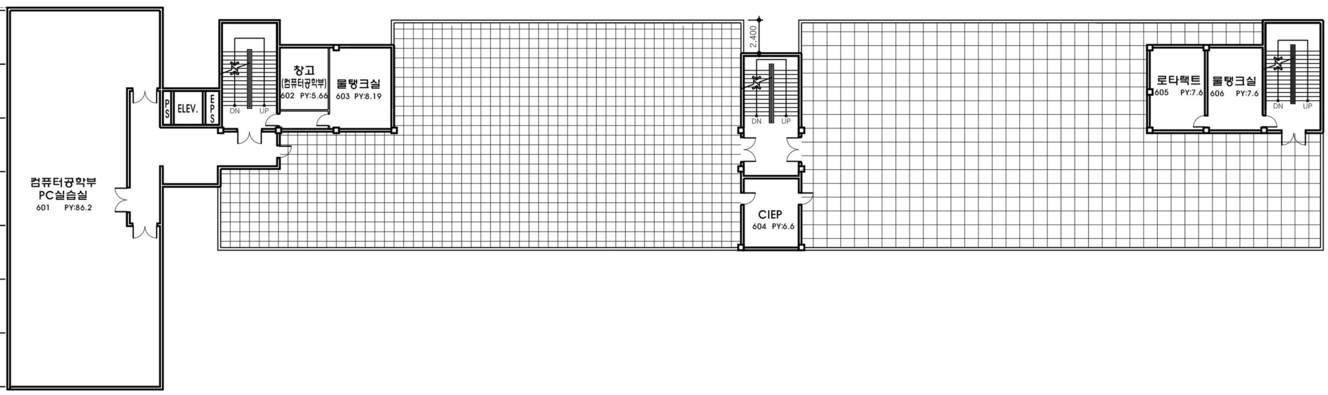 컴퓨터공학부
PC실습실
601 PY:86.2
PS
ELEV.
EPS
DN UP
창고
(컴퓨터공학부)
602 PY:5.66
물탱크실
603 PY:8.19
2.400
DN UP
CIEP
604 PY:6.6
로타랙트
605 PY:7.6
물탱크실
606 PY:7.6
DN UP